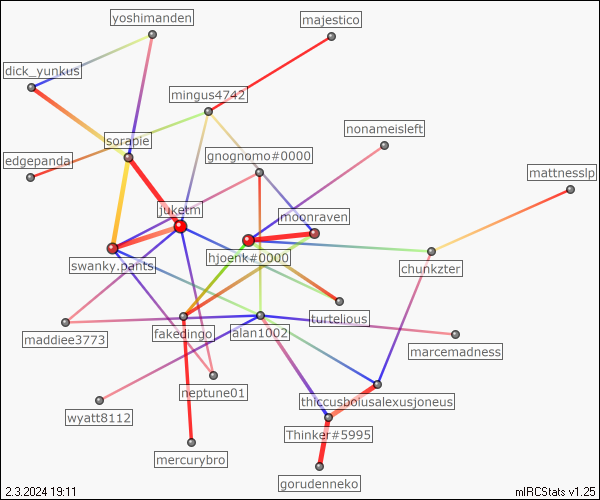 yoshimanden
majestico
dick_yunkus
mingus4742
nonameisleft
sorapie
gnognomo#0000
edgepanda
mattnesslp
juketm
moonraven
swanky.pants
hjoenk#0000
chunkzter
turtelious
maddiee3773
fakedingo
alan1002
marcemadness
neptune01
thiccusboiusalexusjoneus
wyatt8112
Thinker#5995
mercurybro
gorudenneko
2.3.2024 19:11
mIRCStats v1.25